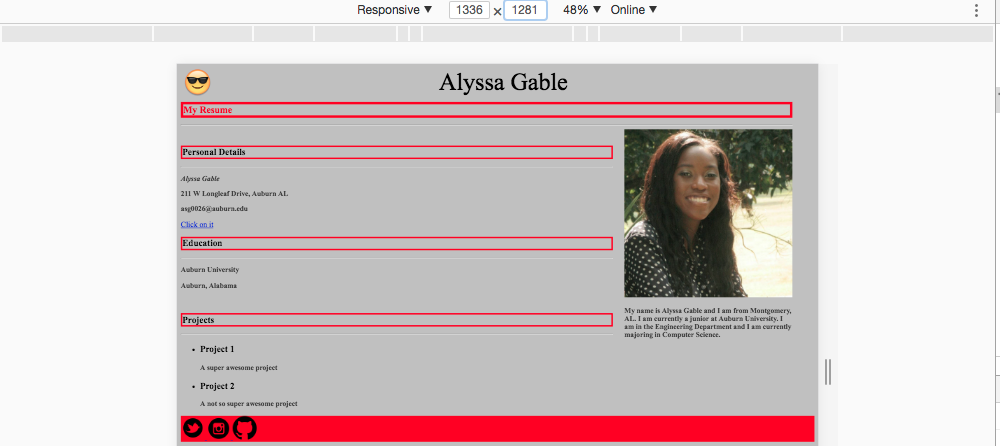 Responsive ▼ 1336 × 1281 48% ▼ Online ▼
Alyssa Gable
My Resume
Personal Details
Alyssa Gable
211 W Longleaf Drive, Auburn AL
asg0026@auburn.edu
Click on it
Education
Auburn University
Auburn, Alabama
Projects
• Project 1
A super awesome project
• Project 2
A not so super awesome project
My name is Alyssa Gable and I am from Montgomery,
AL. I am currently a junior at Auburn University. I
am in the Engineering Department and I am currently
majoring in Computer Science.